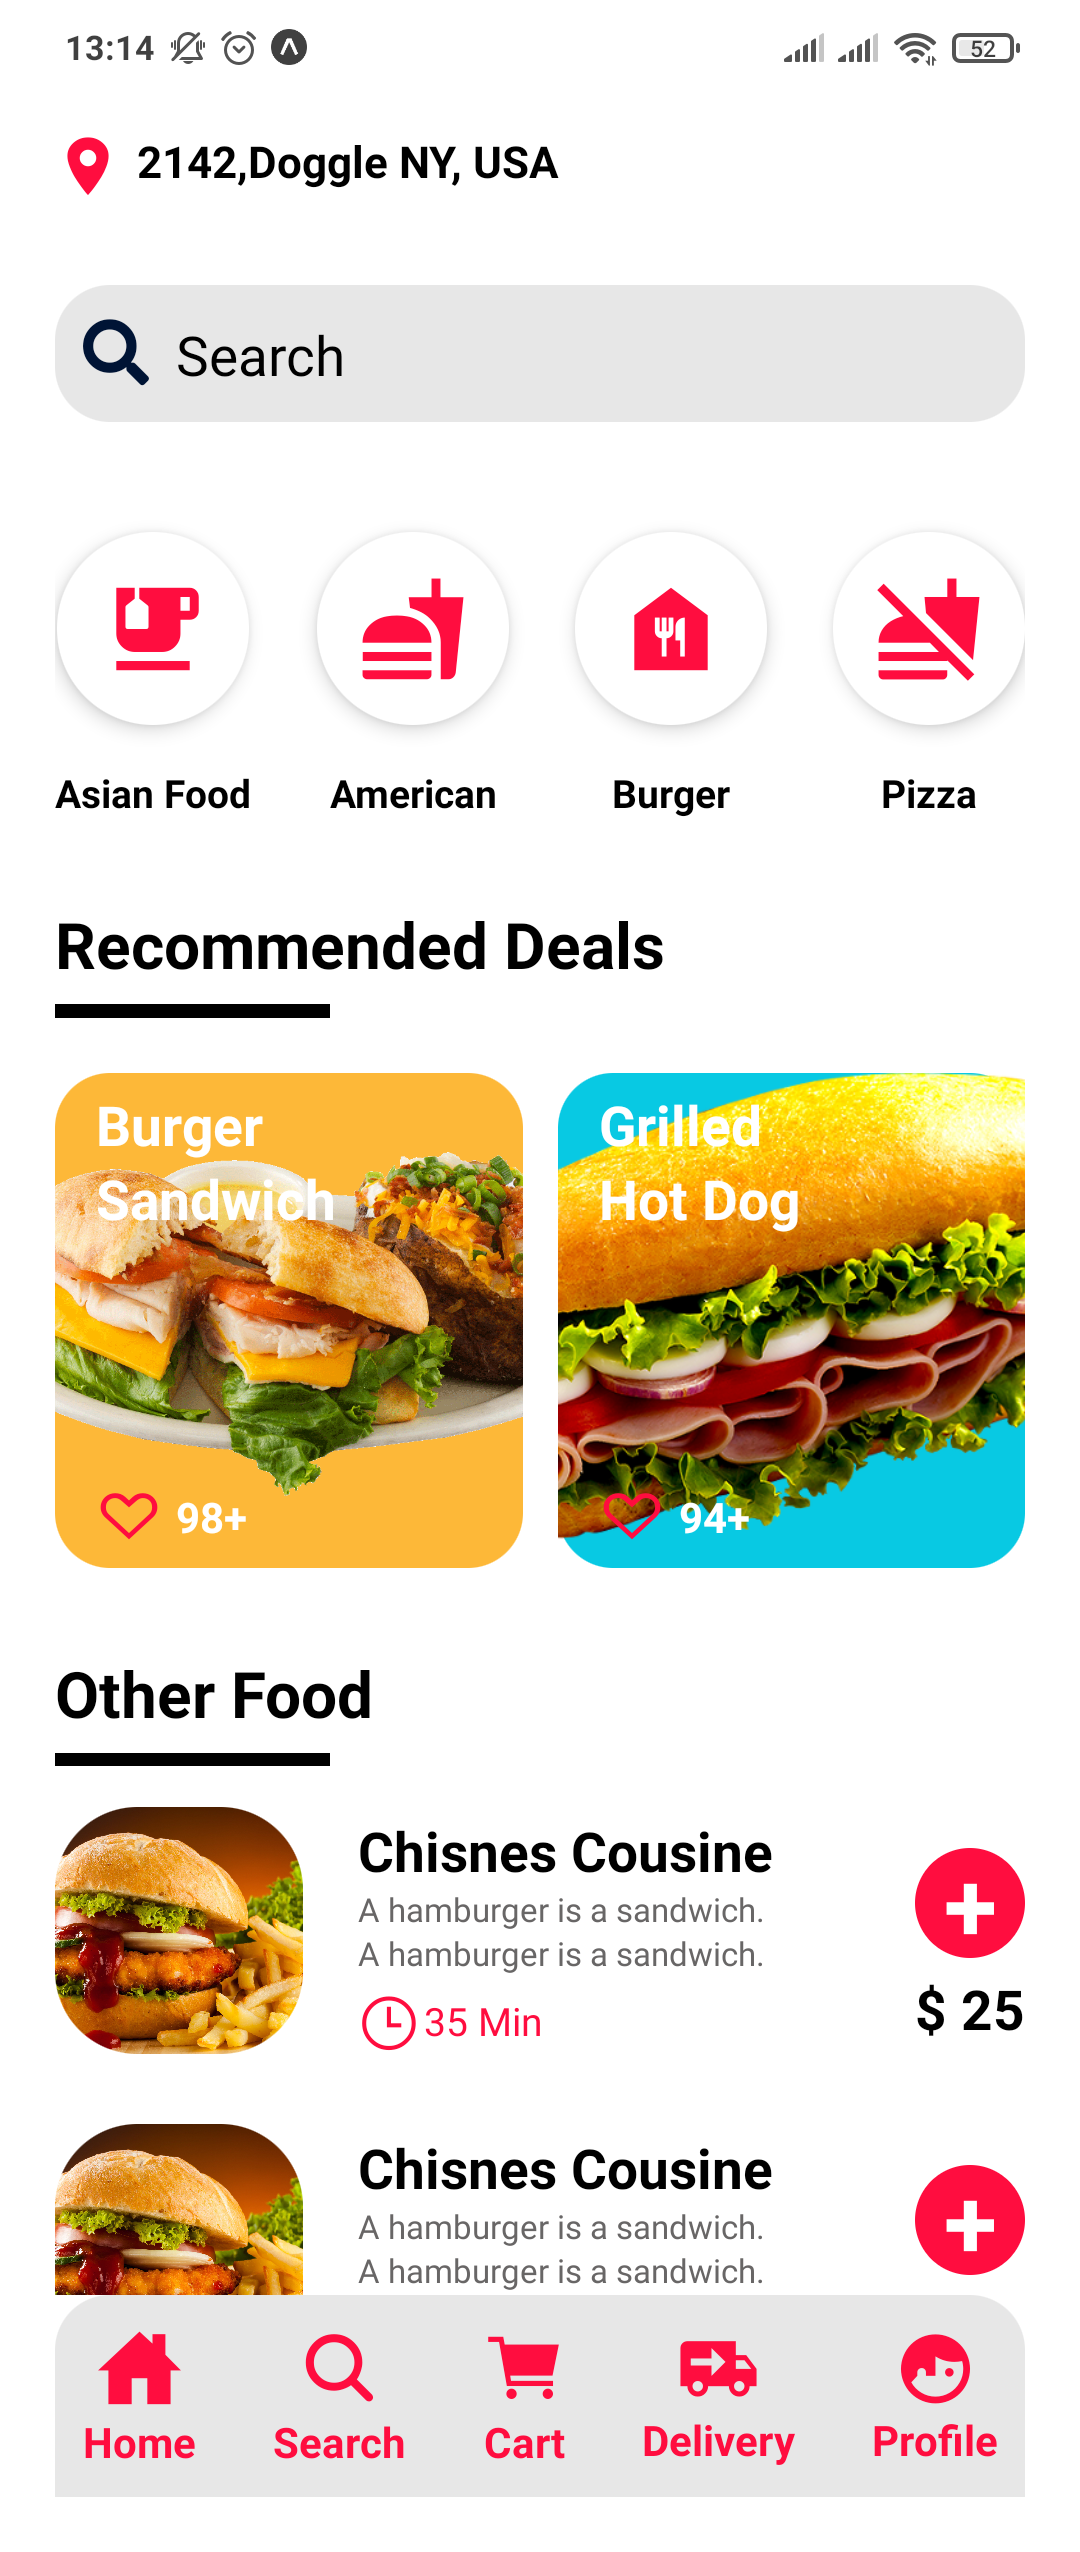 13:14
52
2142,Doggle NY, USA
Search
Asian Food
American
Burger
Pizza
Recommended Deals
Burger
Sandwich
98+
Grilled
Hot Dog
94+
Other Food
Chisnes Cousine
A hamburger is a sandwich.
A hamburger is a sandwich.
35 Min
$ 25
Chisnes Cousine
A hamburger is a sandwich.
A hamburger is a sandwich.
Home
Search
Cart
Delivery
Profile